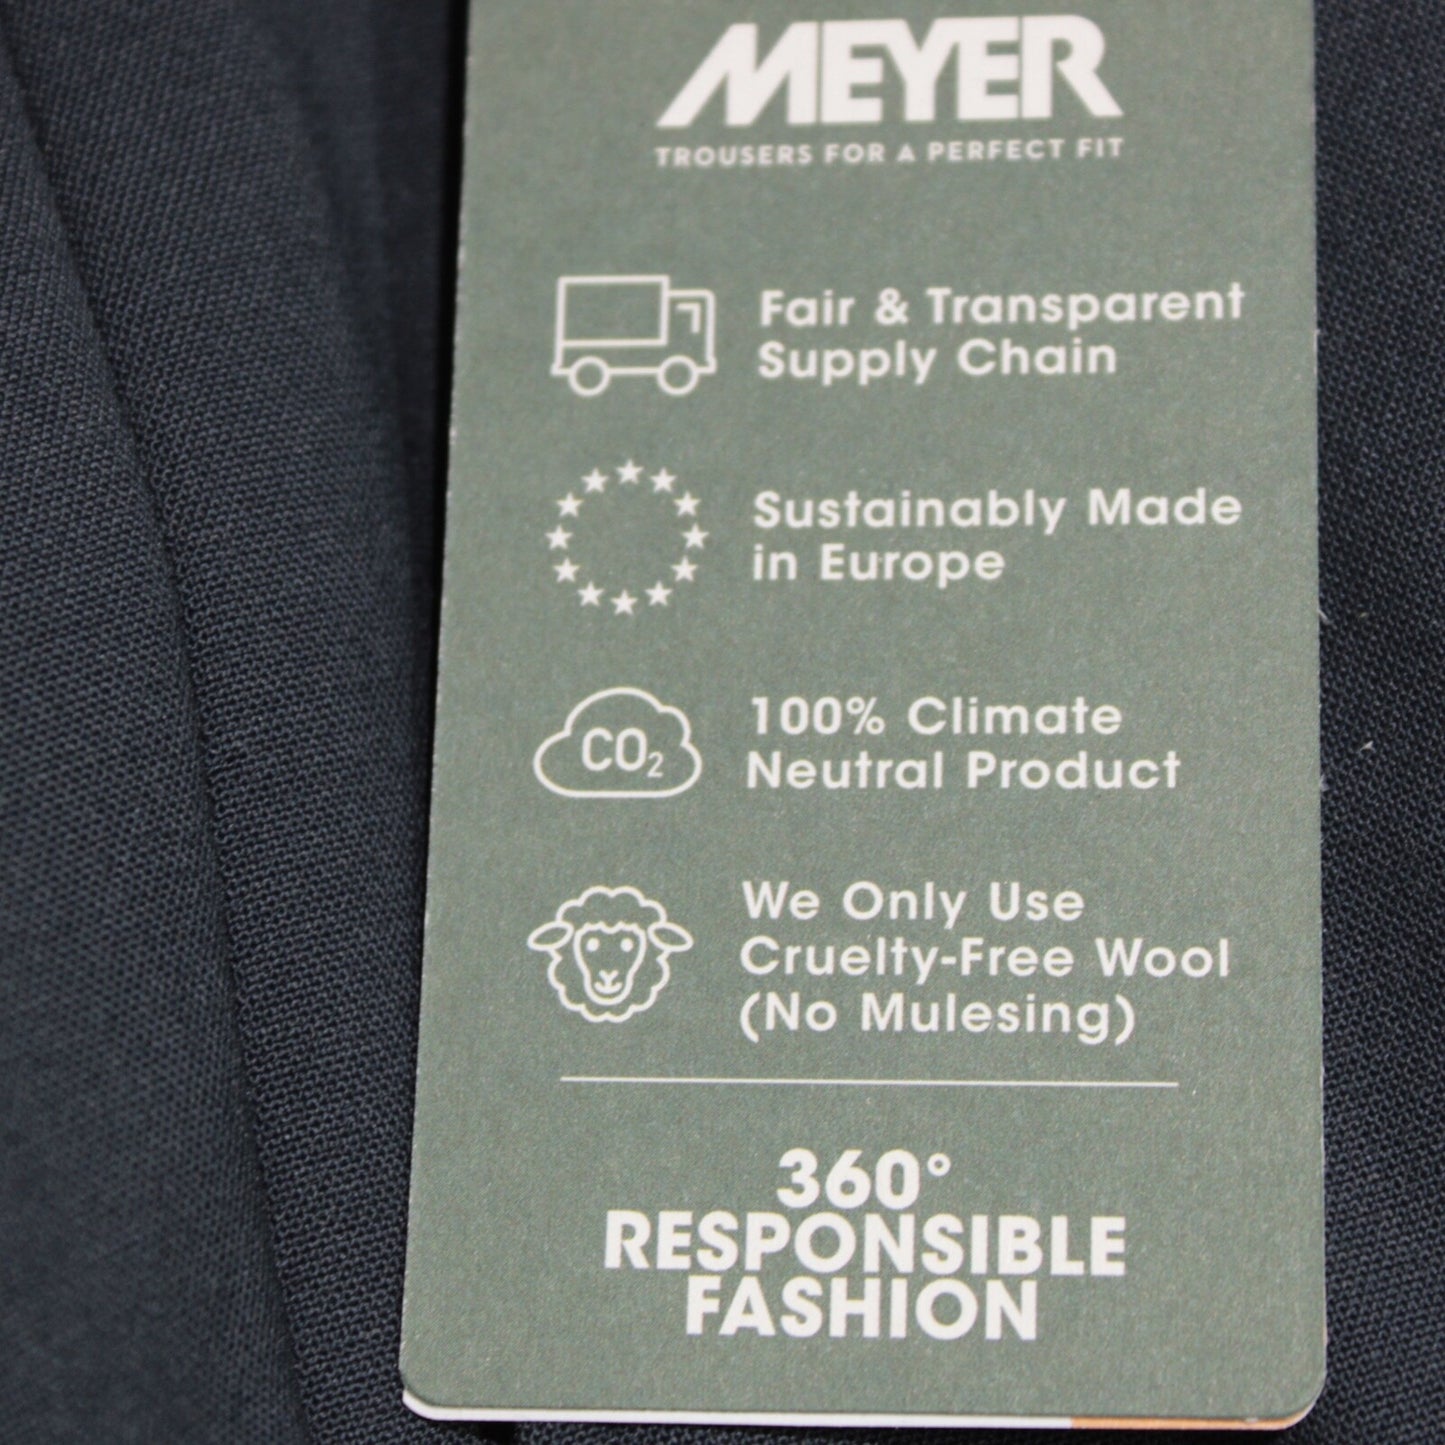 MEYER
TROUSERS FOR A PERFECT FIT
Fair & Transparent
Supply Chain
Sustainably Made
in Europe
CO₂
100% Climate
Neutral Product
We Only Use
Cruelty-Free Wool
(No Mulesing)
360°
RESPONSIBLE
FASHION